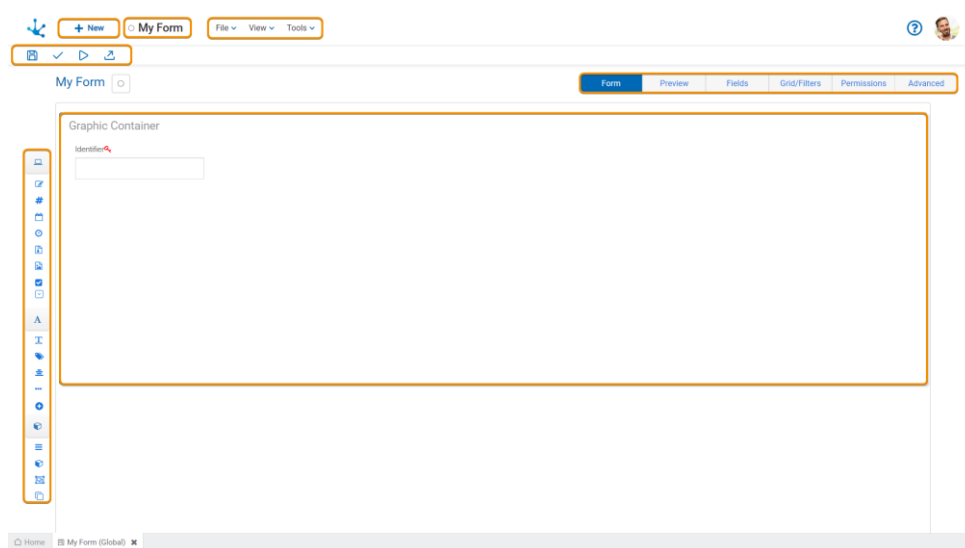 New My Form File View Tools
My Form Form Preview Fields Grid/Filters Permissions Advanced
Graphic Container
Identifier
Home My Form (Global)